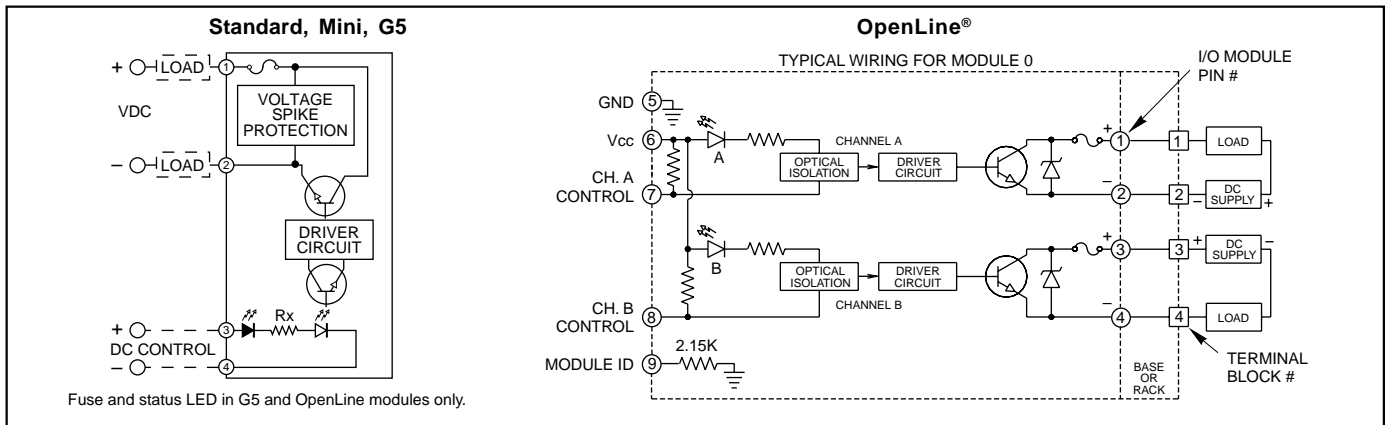 Standard, Mini, G5
+ LOAD 1
VDC
VOLTAGE
SPIKE
PROTECTION
– LOAD 2
DRIVER
CIRCUIT
+ 3 Rx
DC CONTROL
– 4
Fuse and status LED in G5 and OpenLine modules only.
OpenLine®
TYPICAL WIRING FOR MODULE 0
I/O MODULE
PIN #
GND 5
Vcc 6
A
CHANNEL A
OPTICAL
ISOLATION
DRIVER
CIRCUIT
+ 1 1 LOAD
CH. A
CONTROL 7
– 2 2 – DC
SUPPLY +
B
OPTICAL
ISOLATION
DRIVER
CIRCUIT
CHANNEL B
+ 3 3 + DC
SUPPLY –
CH. B
CONTROL 8
– 4 4 LOAD
MODULE ID 9 2.15K
BASE
OR
RACK
TERMINAL
BLOCK #